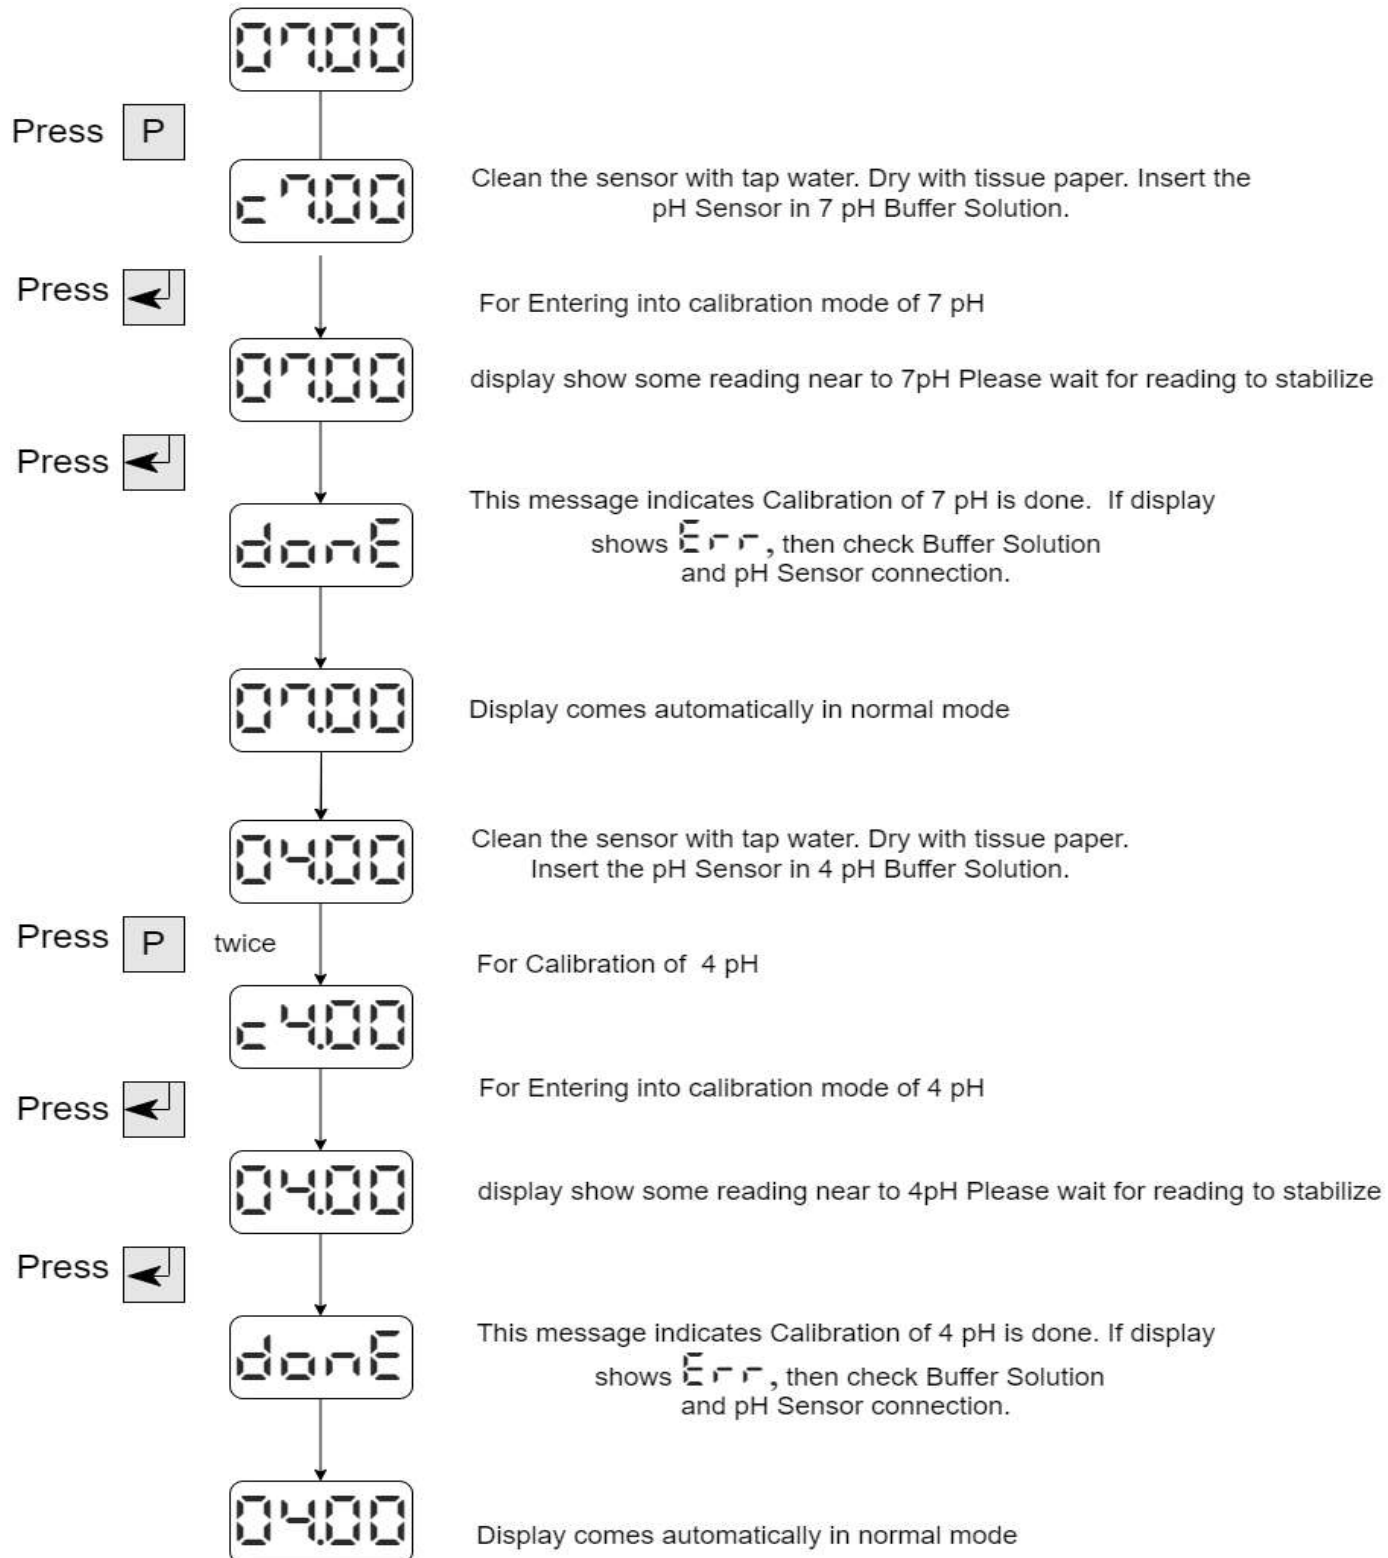 07.00
Press P
c7.00
Clean the sensor with tap water. Dry with tissue paper. Insert the
pH Sensor in 7 pH Buffer Solution.
Press
For Entering into calibration mode of 7 pH
07.00
display show some reading near to 7pH Please wait for reading to stabilize
Press
donE
This message indicates Calibration of 7 pH is done. If display
shows Err, then check Buffer Solution
and pH Sensor connection.
07.00
Display comes automatically in normal mode
04.00
Clean the sensor with tap water. Dry with tissue paper.
Insert the pH Sensor in 4 pH Buffer Solution.
Press P twice
For Calibration of 4 pH
c4.00
Press
For Entering into calibration mode of 4 pH
04.00
display show some reading near to 4pH Please wait for reading to stabilize
Press
donE
This message indicates Calibration of 4 pH is done. If display
shows Err, then check Buffer Solution
and pH Sensor connection.
04.00
Display comes automatically in normal mode